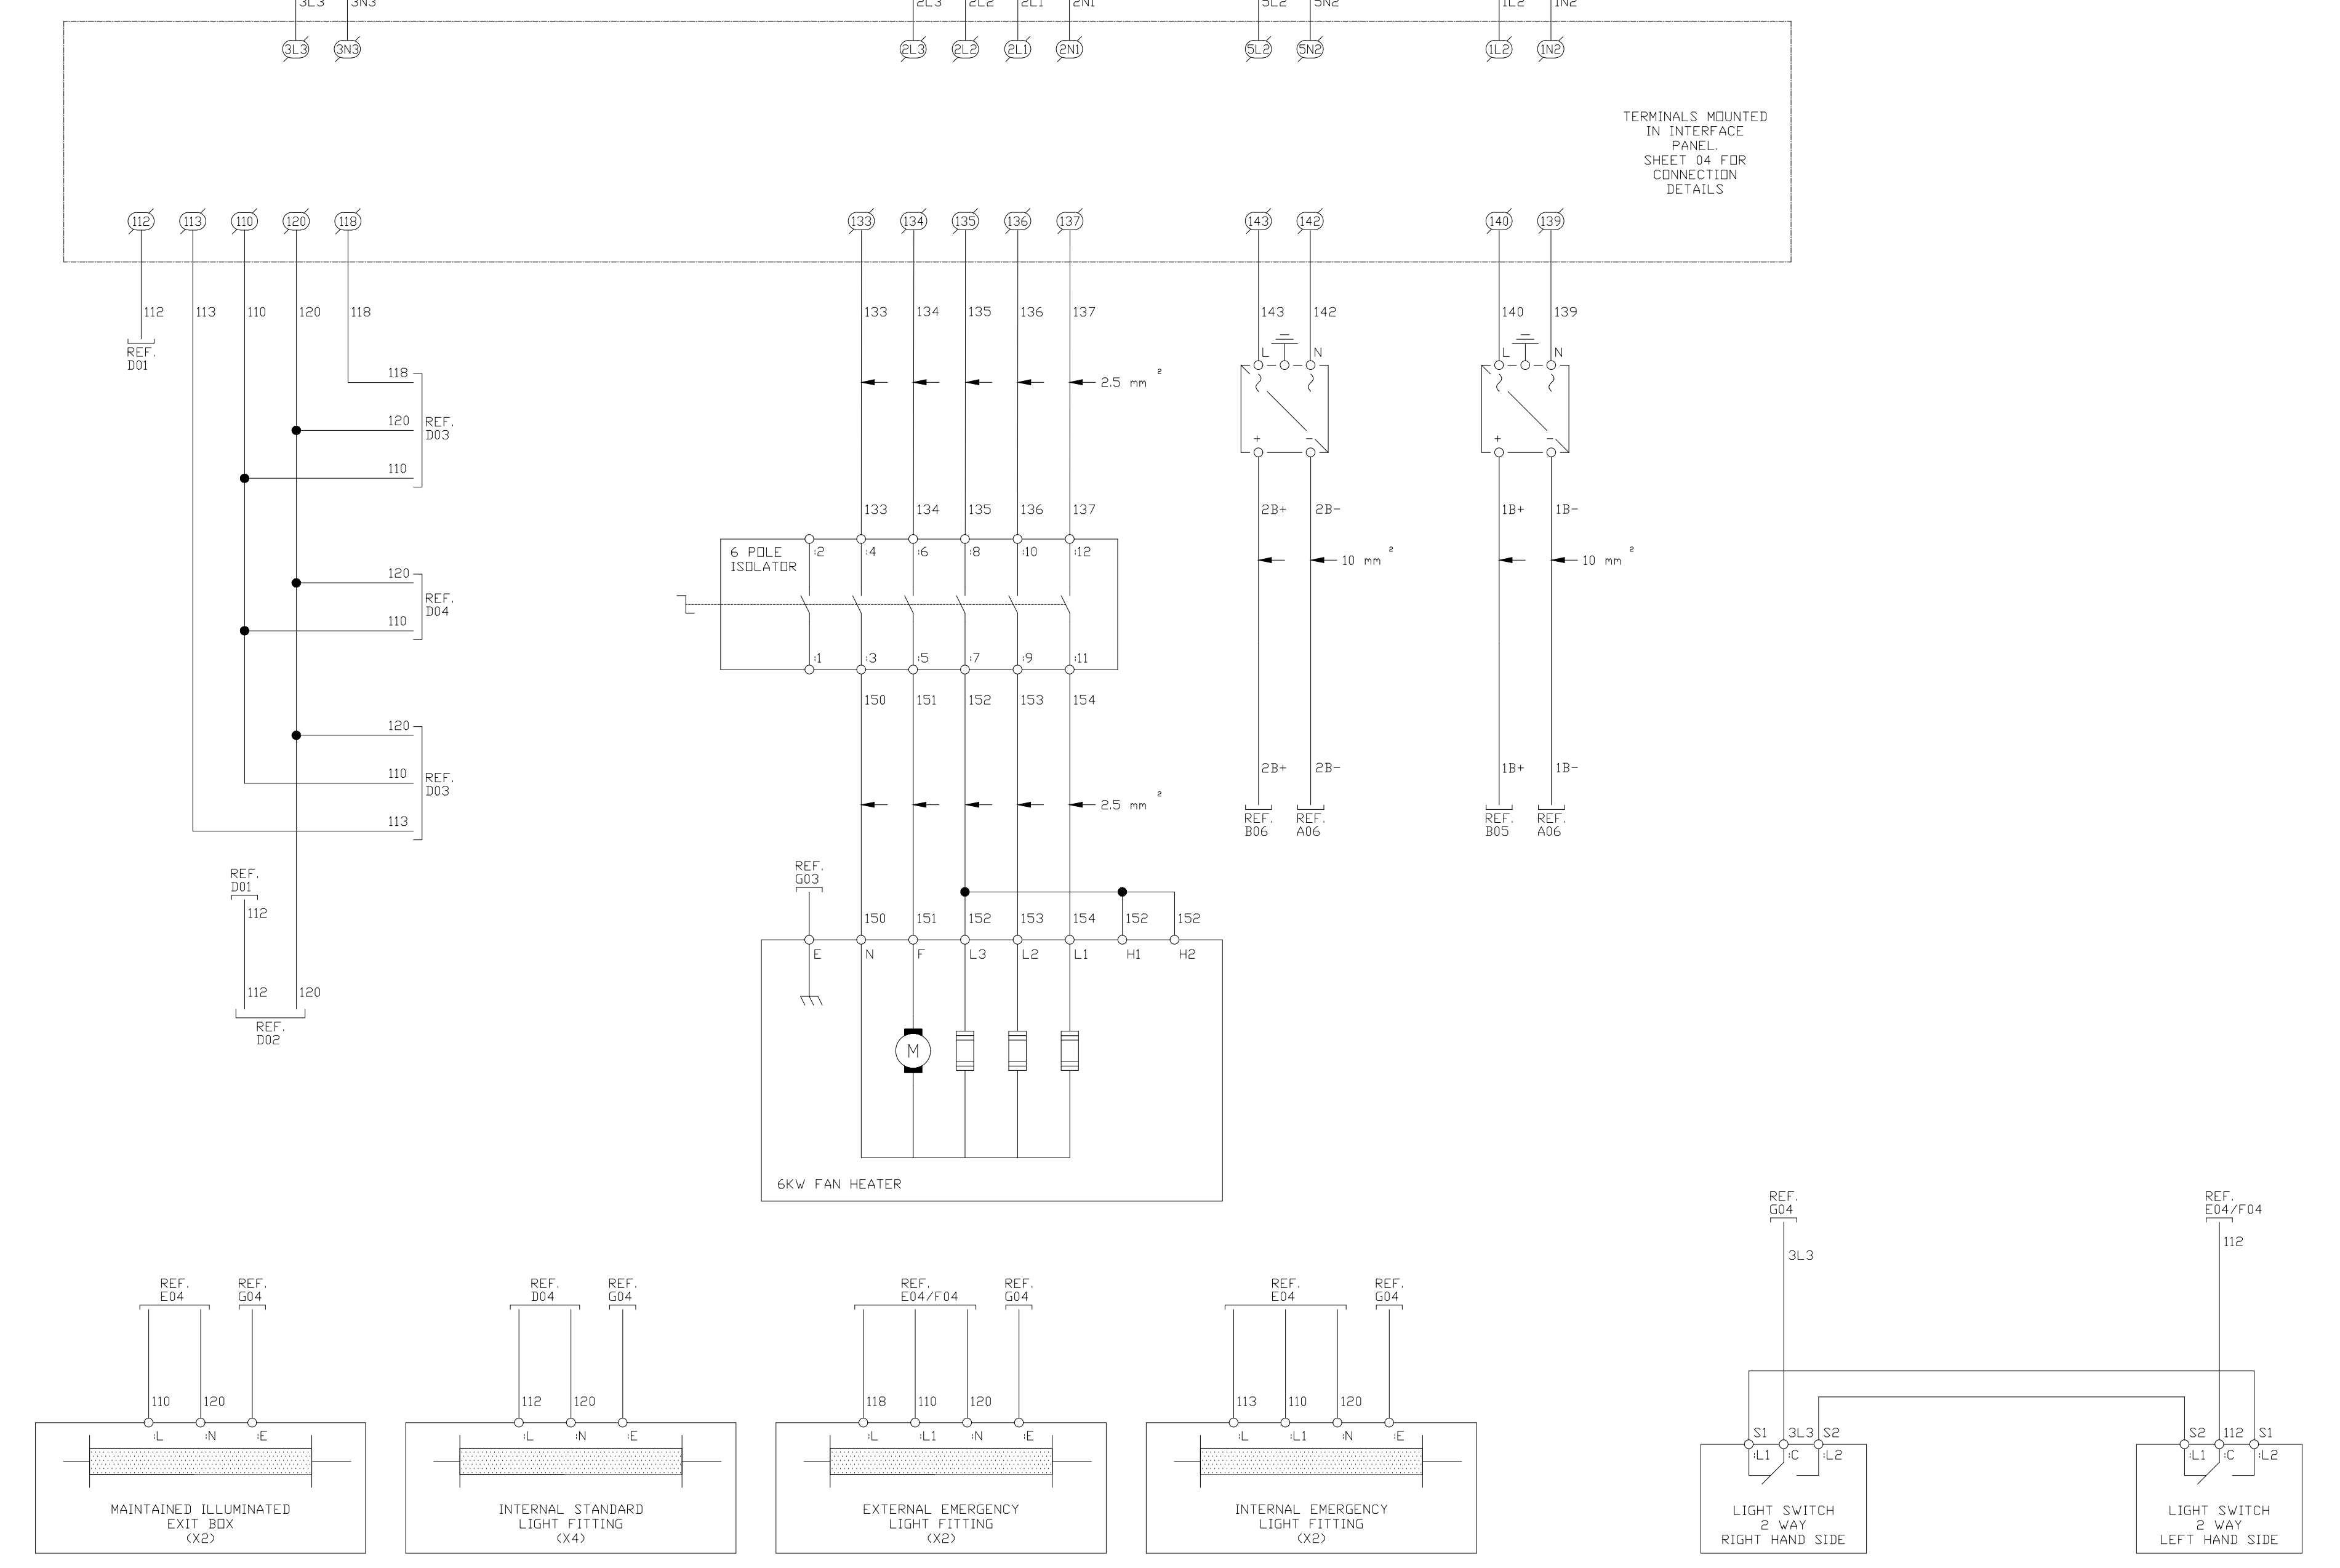 3L3 3N3 2L3 2L2 2L1 2N1 5L2 5N2 1L2 1N2
3L3 3N3 2L3 2L2 2L1 2N1 5L2 5N2 1L2 1N2
TERMINALS MOUNTED
IN INTERFACE
PANEL.
SHEET 04 FOR
CONNECTION
DETAILS
112 113 110 120 118 133 134 135 136 137 143 142 140 139
112 113 110 120 118 133 134 135 136 137 143 142 140 139
REF.
D01
L N L N
118
120
110
REF.
D03
2.5 mm 2
+ - + -
133 134 135 136 137 2B+ 2B- 1B+ 1B-
6 POLE
ISOLATOR
:2 :4 :6 :8 :10 :12
10 mm 2
10 mm 2
120
110
REF.
D04
:1 :3 :5 :7 :9 :11
150 151 152 153 154
120
110
113
REF.
D03
2B+ 2B- 1B+ 1B-
2.5 mm 2
REF. REF. REF. REF.
B06 A06 B05 A06
REF.
D01
112
REF.
G03
150 151 152 153 154 152 152
E N F L3 L2 L1 H1 H2
112 120
REF.
D02
M
6KW FAN HEATER
REF.
G04
3L3
REF.
E04/F04
112
REF. REF.
E04 G04
110 120
:L :N :E
MAINTAINED ILLUMINATED
EXIT BOX
(X2)
REF. REF.
D04 G04
112 120
:L :N :E
INTERNAL STANDARD
LIGHT FITTING
(X4)
REF. REF.
E04/F04 G04
118 110 120
:L :L1 :N :E
EXTERNAL EMERGENCY
LIGHT FITTING
(X2)
REF. REF.
E04 G04
113 110 120
:L :L1 :N :E
INTERNAL EMERGENCY
LIGHT FITTING
(X2)
S1 3L3 S2
:L1 :C :L2
LIGHT SWITCH
2 WAY
RIGHT HAND SIDE
S2 112 S1
:L1 :C :L2
LIGHT SWITCH
2 WAY
LEFT HAND SIDE